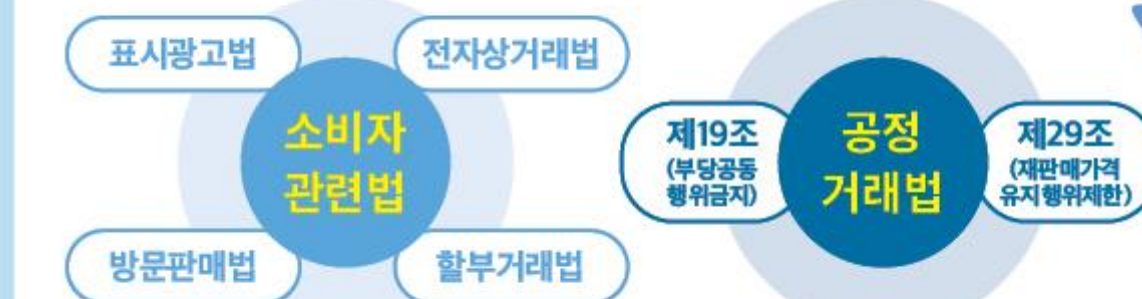 표시광고법
전자상거래법
소비자
관련법
방문판매법
할부거래법
제19조
(부당공동
행위금지)
공정
거래법
제29조
(재판매가격
유지행위제한)